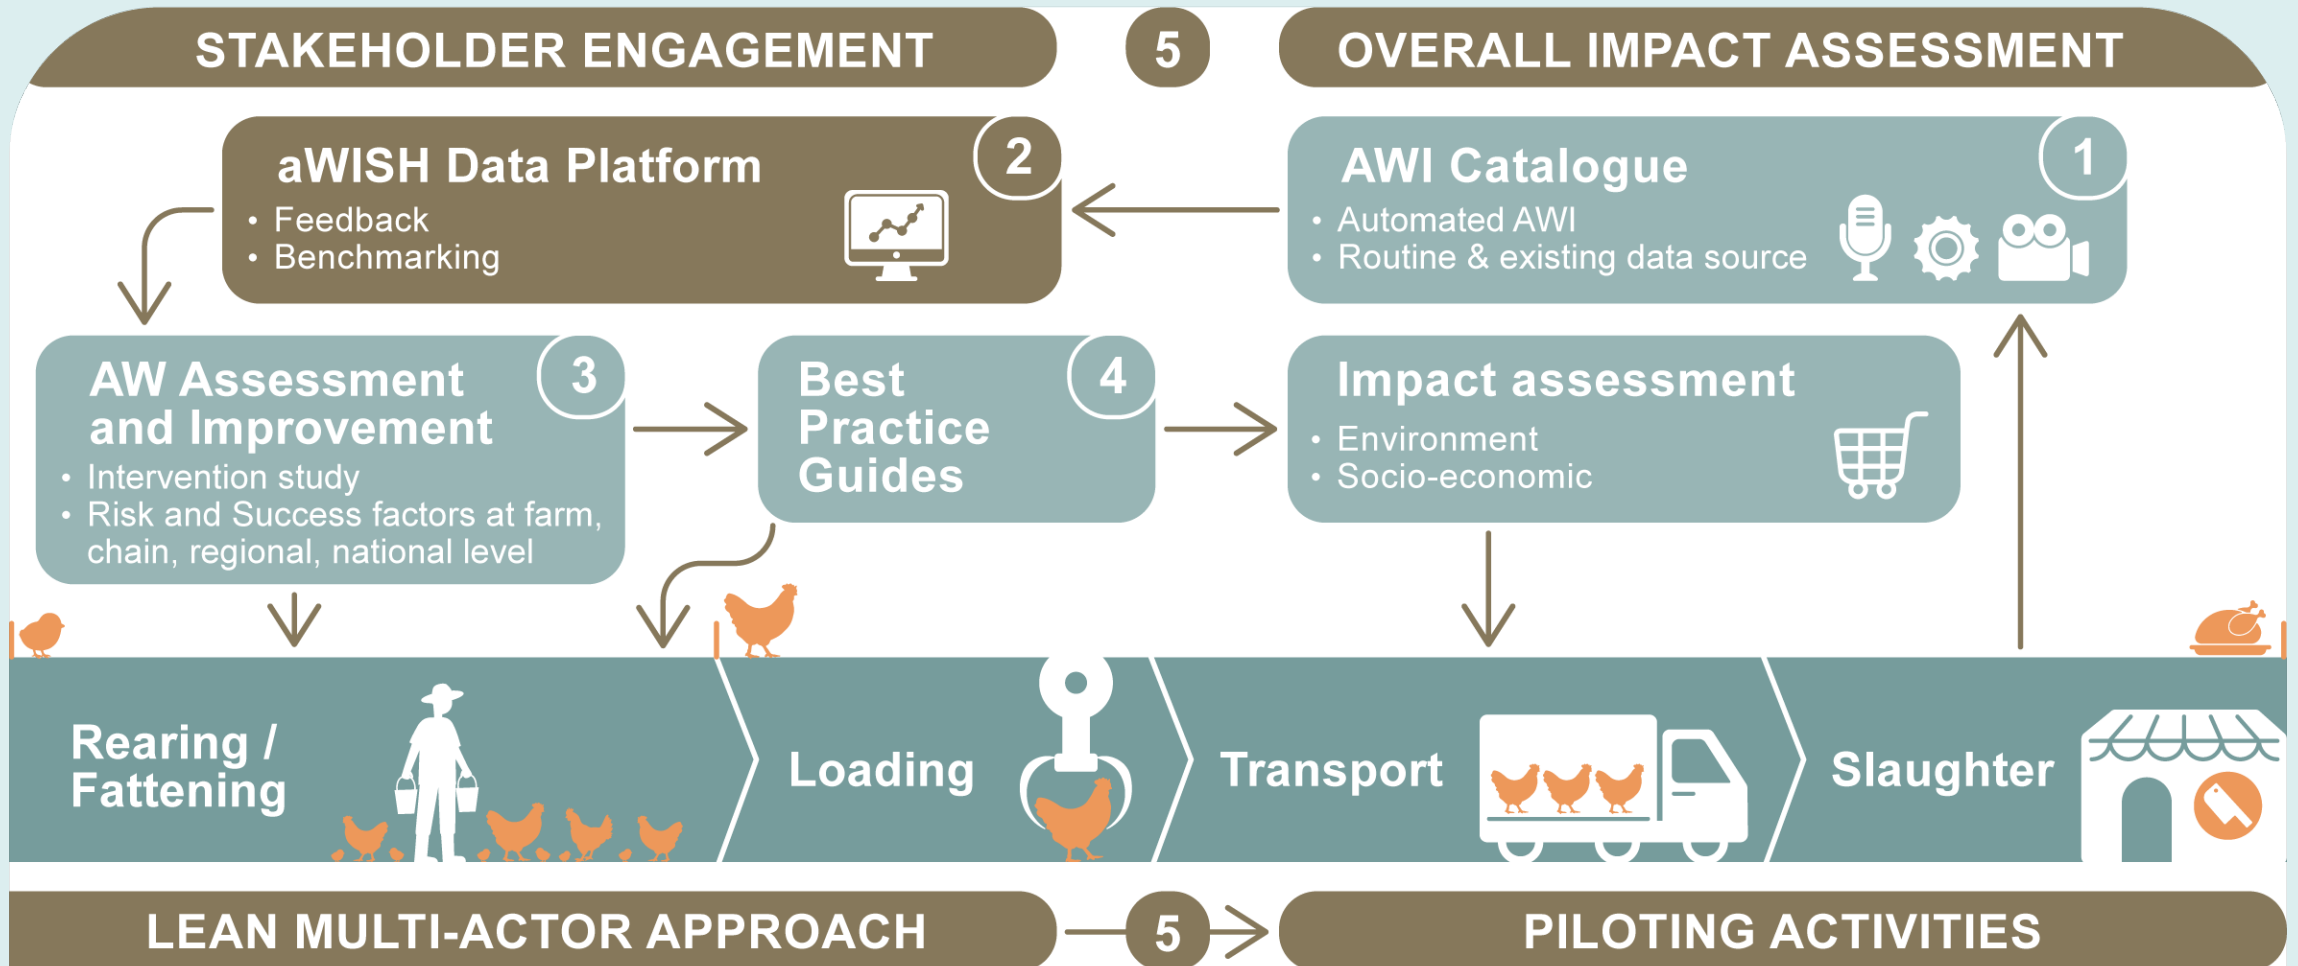 STAKEHOLDER ENGAGEMENT
5
OVERALL IMPACT ASSESSMENT
aWISH Data Platform
2
• Feedback
• Benchmarking
AWI Catalogue
1
• Automated AWI
• Routine & existing data source
AW Assessment
and Improvement
3
• Intervention study
• Risk and Success factors at farm,
chain, regional, national level
Best
Practice
Guides
4
Impact assessment
• Environment
• Socio-economic
Rearing /
Fattening
Loading
Transport
Slaughter
LEAN MULTI-ACTOR APPROACH
5
PILOTING ACTIVITIES